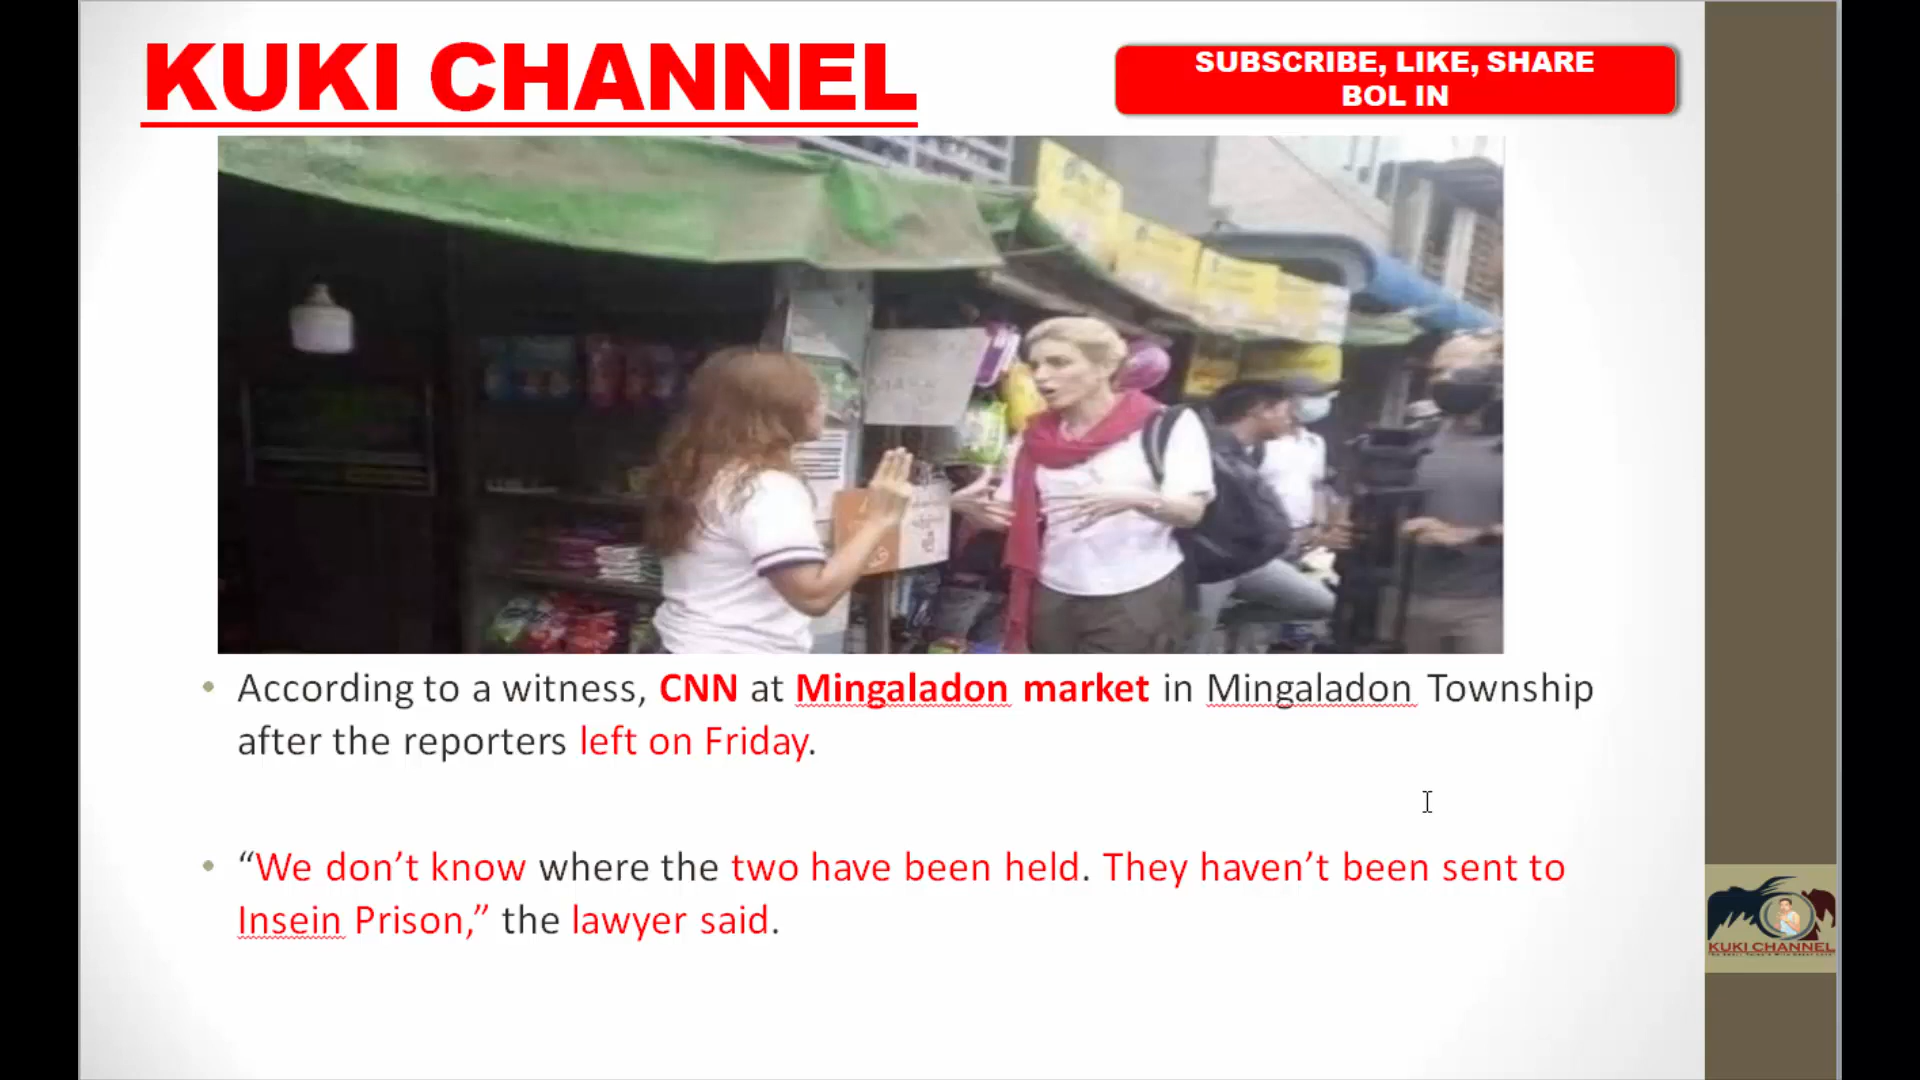 KUKI CHANNEL
SUBSCRIBE, LIKE, SHARE
BOL IN
According to a witness, CNN at Mingaladon market in Mingaladon Township
after the reporters left on Friday.
“We don’t know where the two have been held. They haven’t been sent to
Insein Prison,” the lawyer said.
KUKI CHANNEL